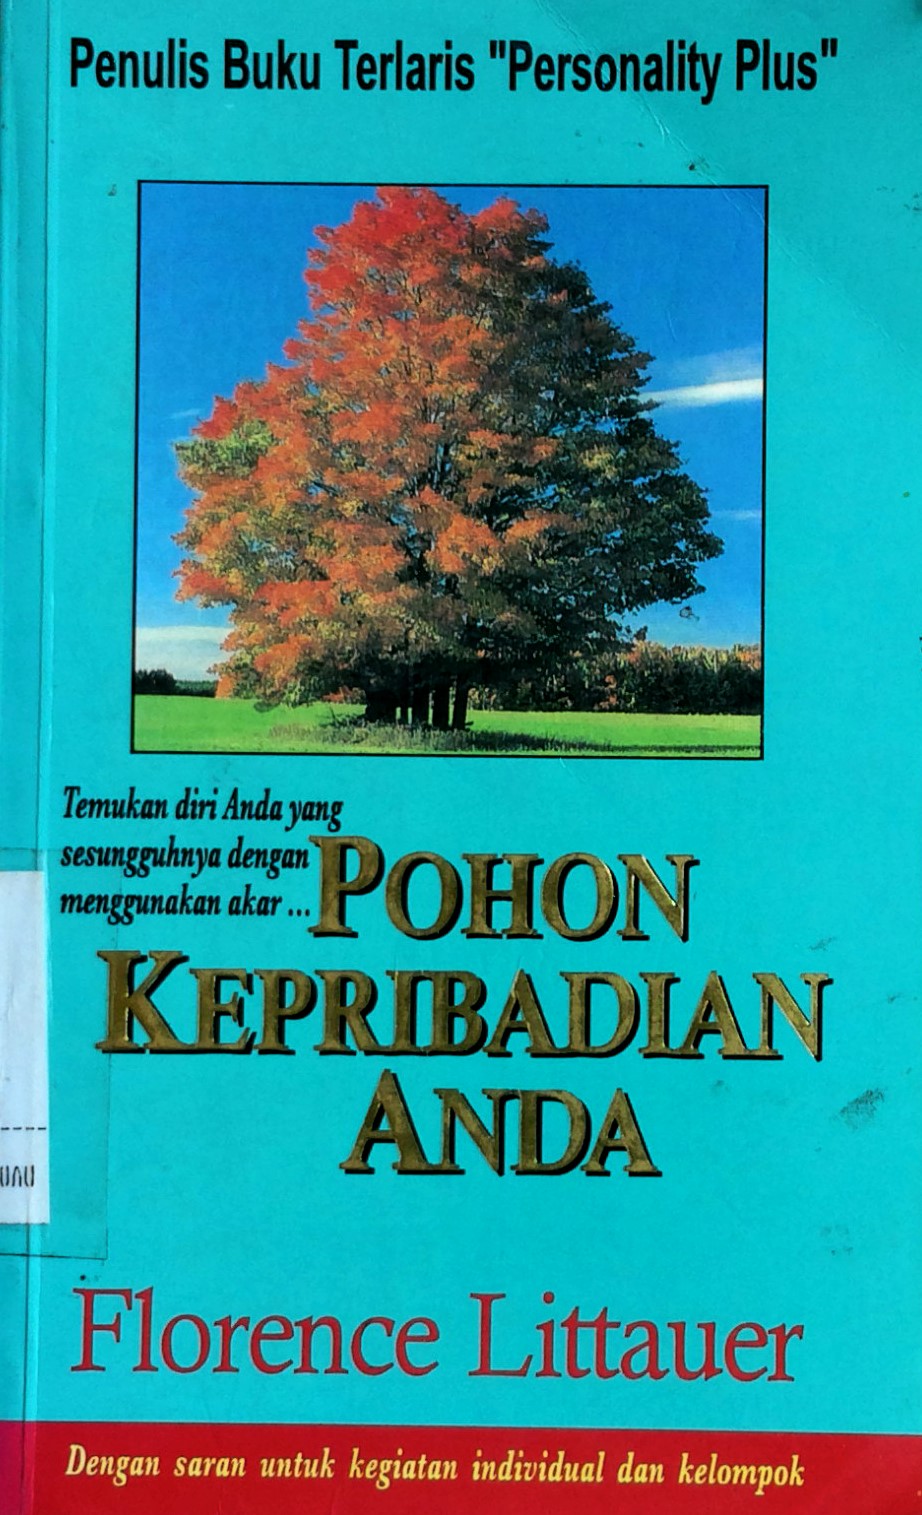 Penulis Buku Terlaris "Personality Plus"
Temukan diri Anda yang
sesungguhnya dengan
menggunakan akar ...
POHON
KEPRIBADIAN
ANDA
Florence Littauer
Dengan saran untuk kegiatan individual dan kelompok